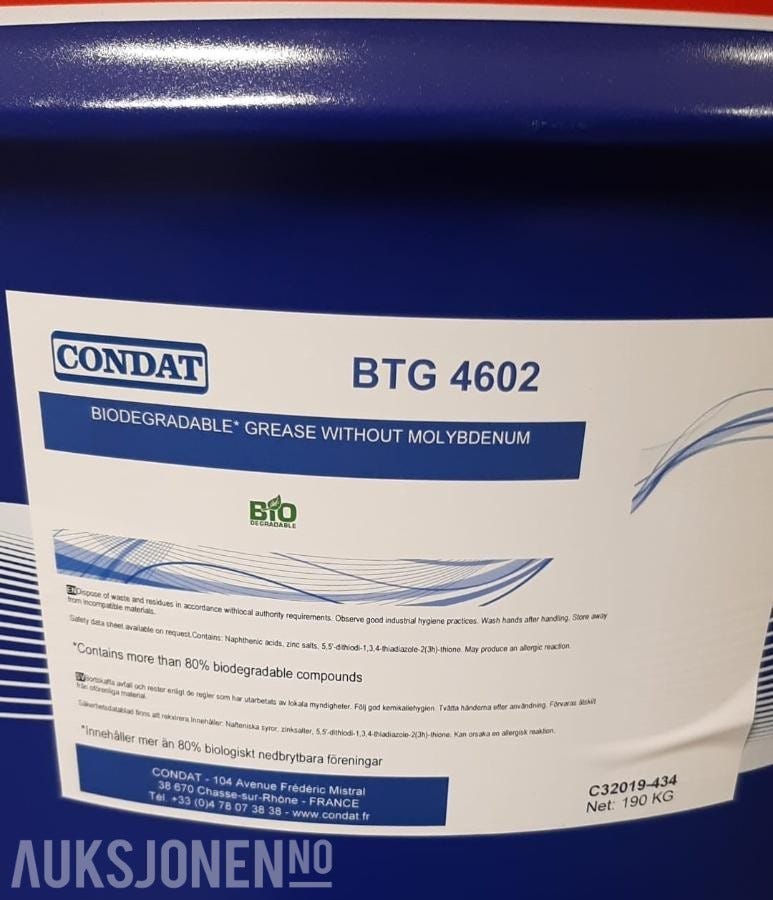 CONDAT
BTG 4602
BIODEGRADABLE* GREASE WITHOUT MOLYBDENUM
BIO
DEGRADABLE
EN Dispose of waste and residues in accordance withlocal authority requirements. Observe good industrial hygiene practices. Wash hands after handling. Store away
from incompatible materials.
Safety data sheet available on request.Contains: Naphthenic acids, zinc salts, 5,5'-dithiodi-1,3,4-thiadiazole-2(3h)-thione. May produce an allergic reaction.
*Contains more than 80% biodegradable compounds
SV Bortskaffa avfall och rester enligt de regler som har utarbetats av lokala myndigheter. Följ god kemikaliehygien. Tvätta händerna efter användning. Förvaras åtskilt
från oförenliga material.
Säkerhetsdatablad finns att rekvirera Innehåller: Nafteniska syror, zinksalter, 5,5'-dithiodi-1,3,4-thiadiazole-2(3h)-thione. Kan orsaka en allergisk reaktion.
*Innehåller mer än 80% biologiskt nedbrytbara föreningar
CONDAT - 104 Avenue Frédéric Mistral
38 670 Chasse-sur-Rhône - FRANCE
Tél. +33 (0)4 78 07 38 38 - www.condat.fr
C32019-434
Net: 190 KG
AUKSJONEN NO